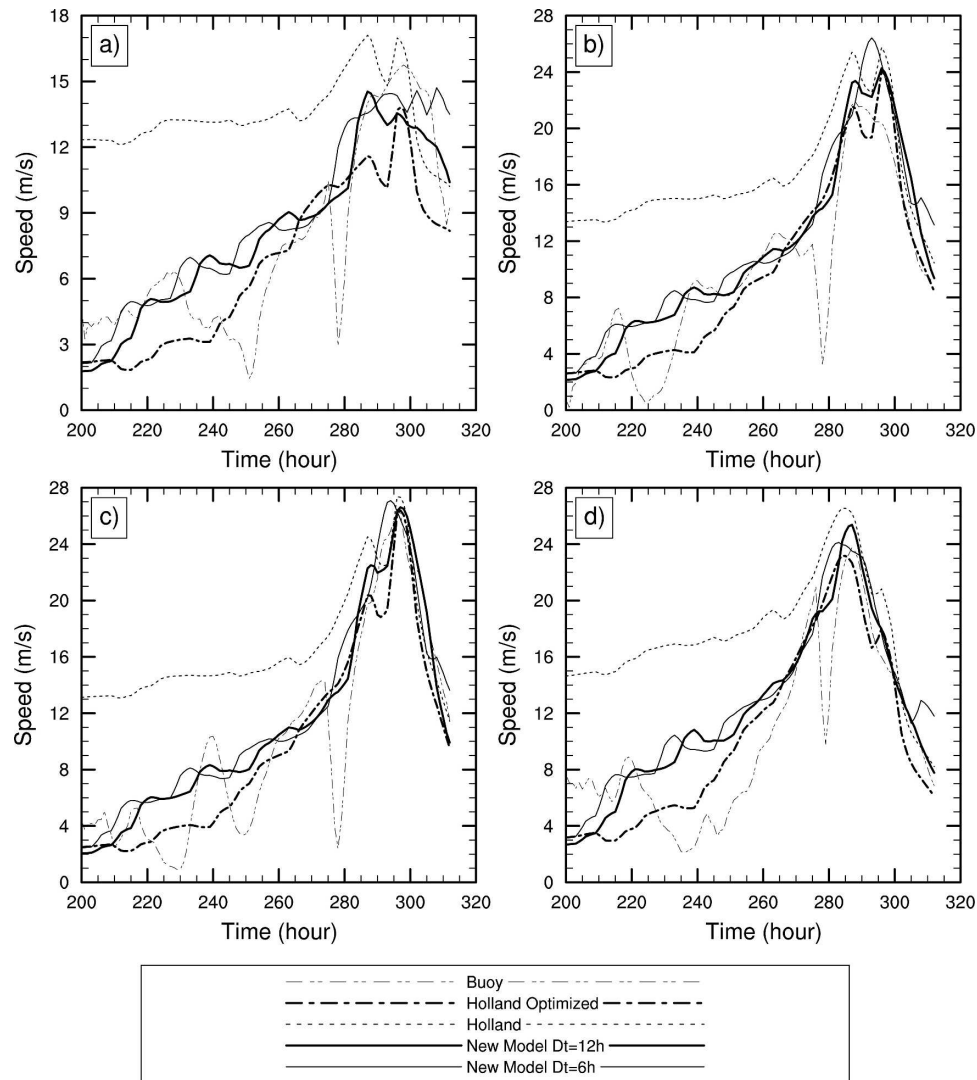 a)
18
15
12
9
6
3
0
Speed (m/s)
200 220 240 260 280 300 320
Time (hour)
b)
28
24
20
16
12
8
4
0
Speed (m/s)
200 220 240 260 280 300 320
Time (hour)
c)
28
24
20
16
12
8
4
0
Speed (m/s)
200 220 240 260 280 300 320
Time (hour)
d)
28
24
20
16
12
8
4
0
Speed (m/s)
200 220 240 260 280 300 320
Time (hour)
Buoy
Holland Optimized
Holland
New Model Dt=12h
New Model Dt=6h